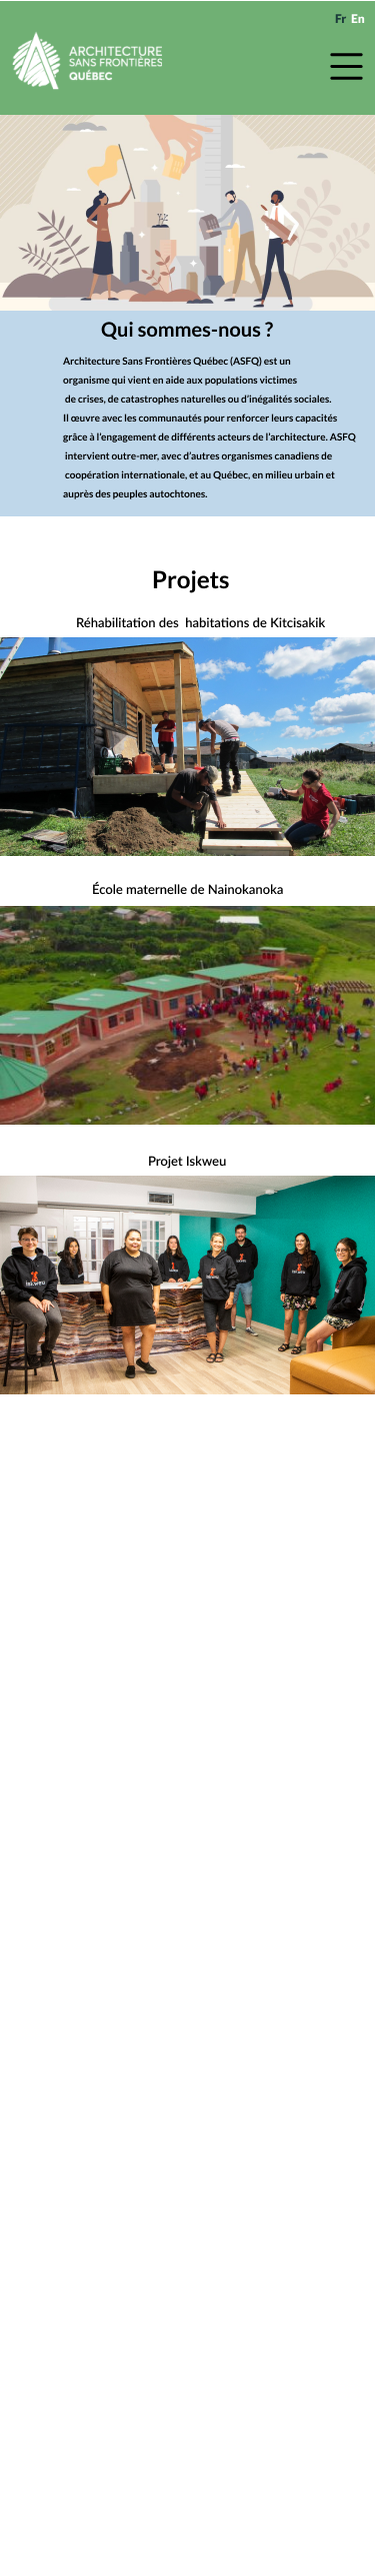 Fr En
ARCHITECTURE
SANS FRONTIÈRES
QUÉBEC
Qui sommes-nous ?
Architecture Sans Frontières Québec (ASFQ) est un
organisme qui vient en aide aux populations victimes
de crises, de catastrophes naturelles ou d'inégalités sociales.
Il œuvre avec les communautés pour renforcer leurs capacités
grâce à l'engagement de différents acteurs de l'architecture. ASFQ
intervient outre-mer, avec d'autres organismes canadiens de
coopération internationale, et au Québec, en milieu urbain et
auprès des peuples autochtones.
Projets
Réhabilitation des habitations de Kitcisakik
École maternelle de Nainokanoka
Projet Iskweu